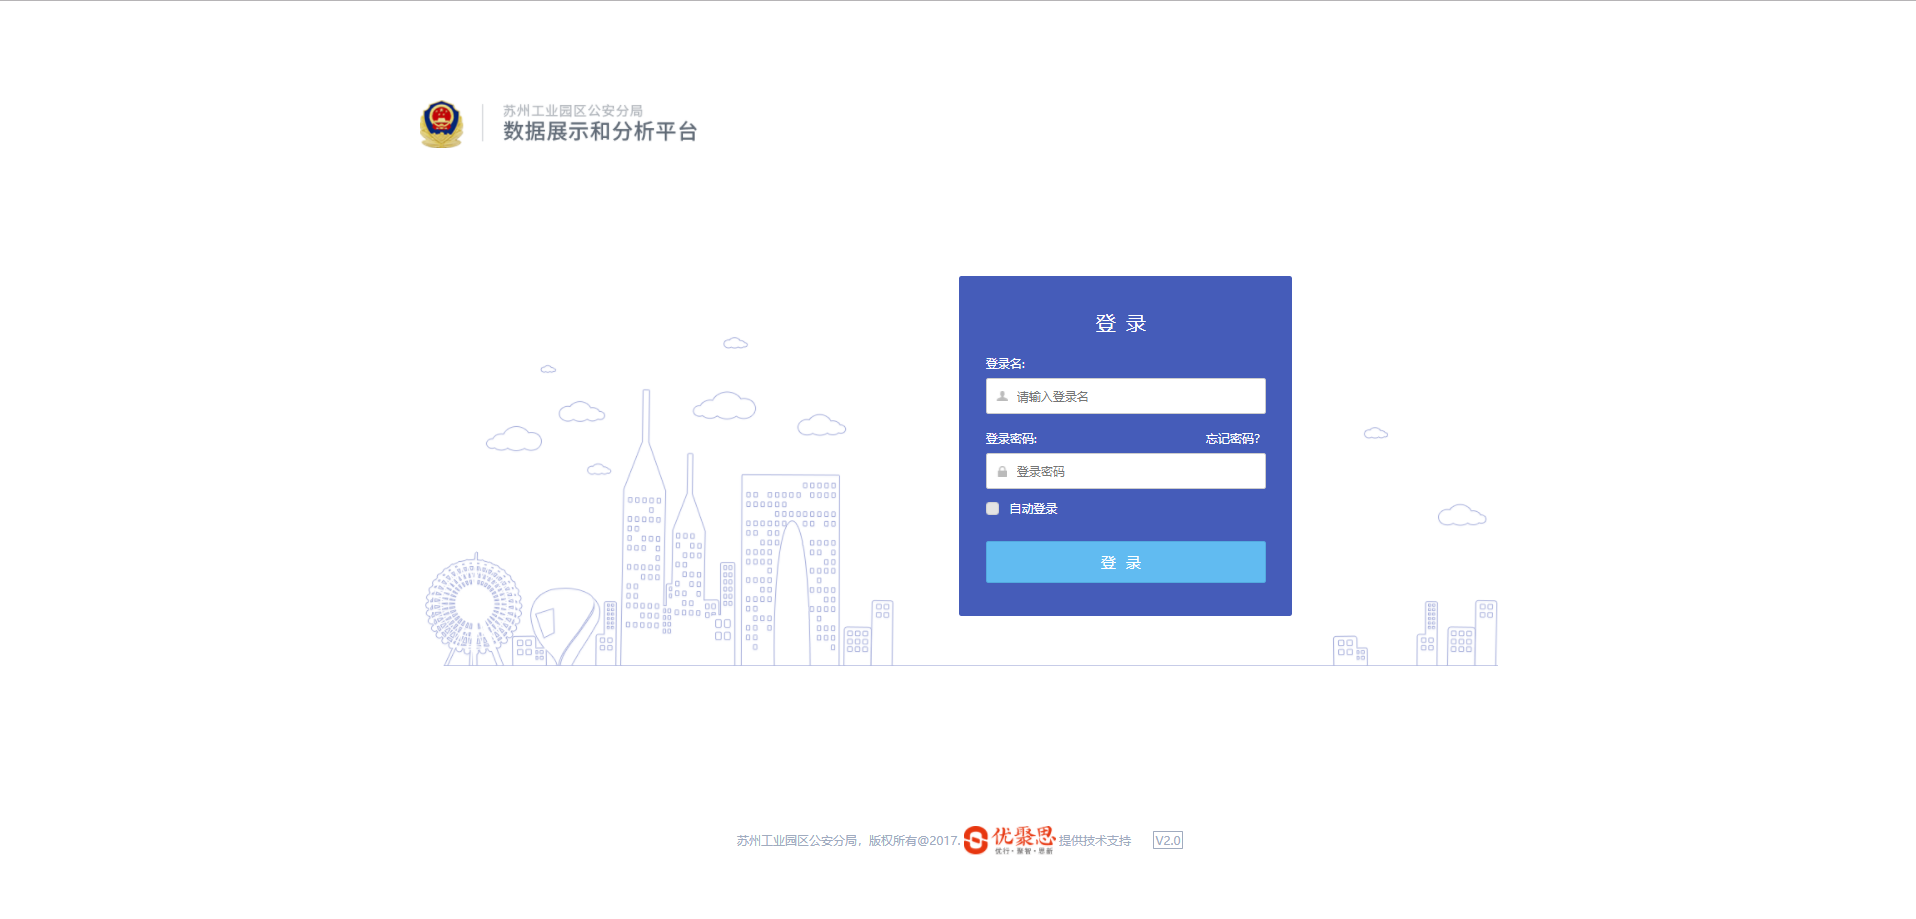 苏州工业园区公安分局
数据展示和分析平台
登 录
登录名:
请输入登录名
登录密码: 忘记密码?
登录密码
自动登录
登 录
苏州工业园区公安分局，版权所有@2017. 优聚思 提供技术支持 V2.0
优行·聚智·思新